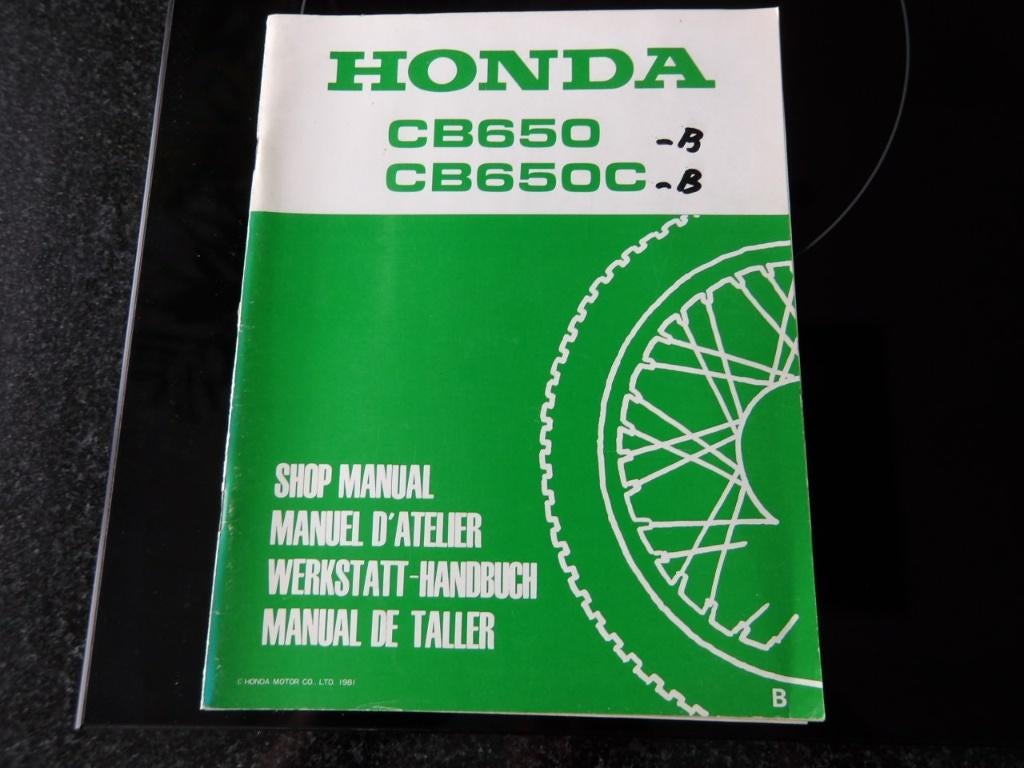 HONDA
CB650 -B
CB650C -B
SHOP MANUAL
MANUEL D'ATELIER
WERKSTATT-HANDBUCH
MANUAL DE TALLER
© HONDA MOTOR CO., LTD. 1981
B